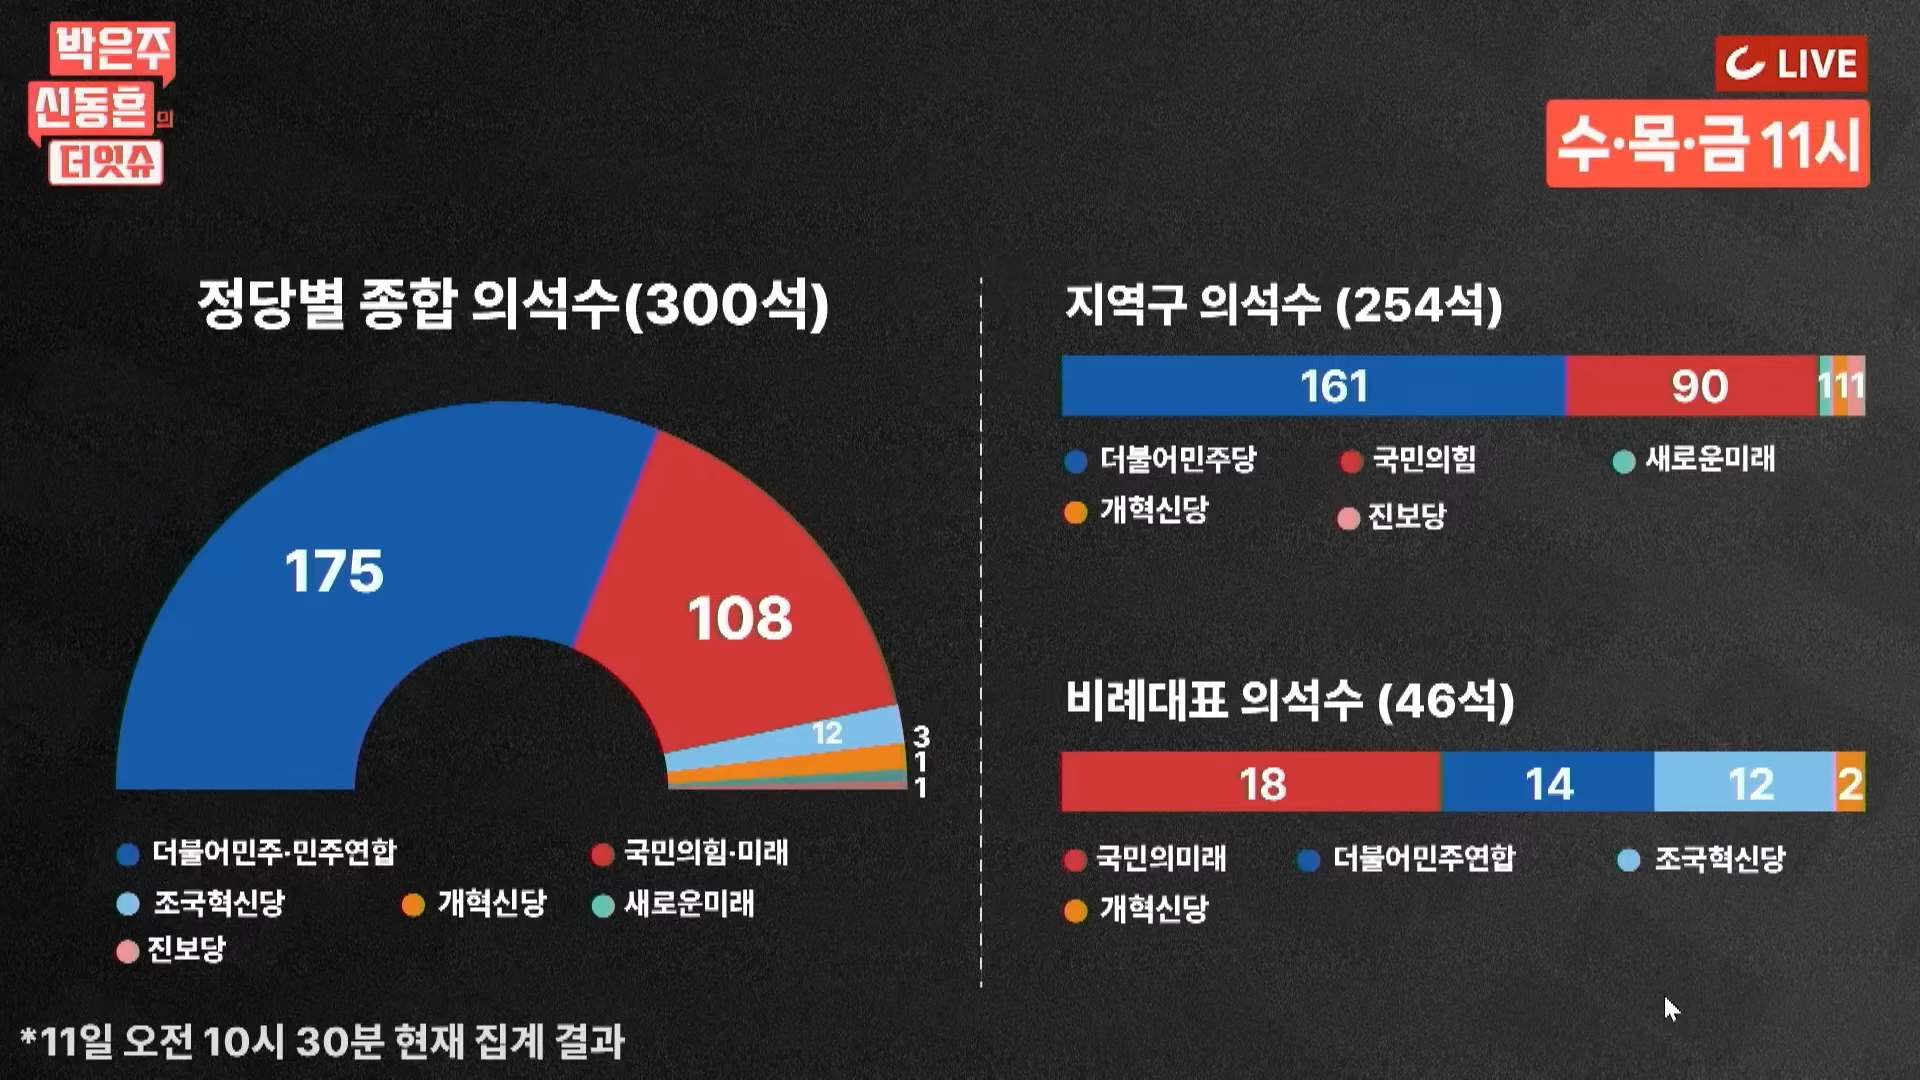 박은주
신동흔의
더잇슈
LIVE
수·목·금 11시
정당별 종합 의석수(300석)
175
108
12
3
1
1
더불어민주·민주연합
국민의힘·미래
조국혁신당
개혁신당
새로운미래
진보당
지역구 의석수 (254석)
161
90
1
1
1
더불어민주당
국민의힘
새로운미래
개혁신당
진보당
비례대표 의석수 (46석)
18
14
12
2
국민의미래
더불어민주연합
조국혁신당
개혁신당
*11일 오전 10시 30분 현재 집계 결과